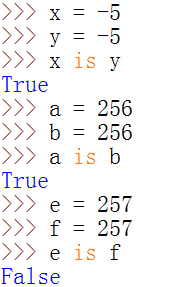 >>> x = -5
>>> y = -5
>>> x is y
True
>>> a = 256
>>> b = 256
>>> a is b
True
>>> e = 257
>>> f = 257
>>> e is f
False